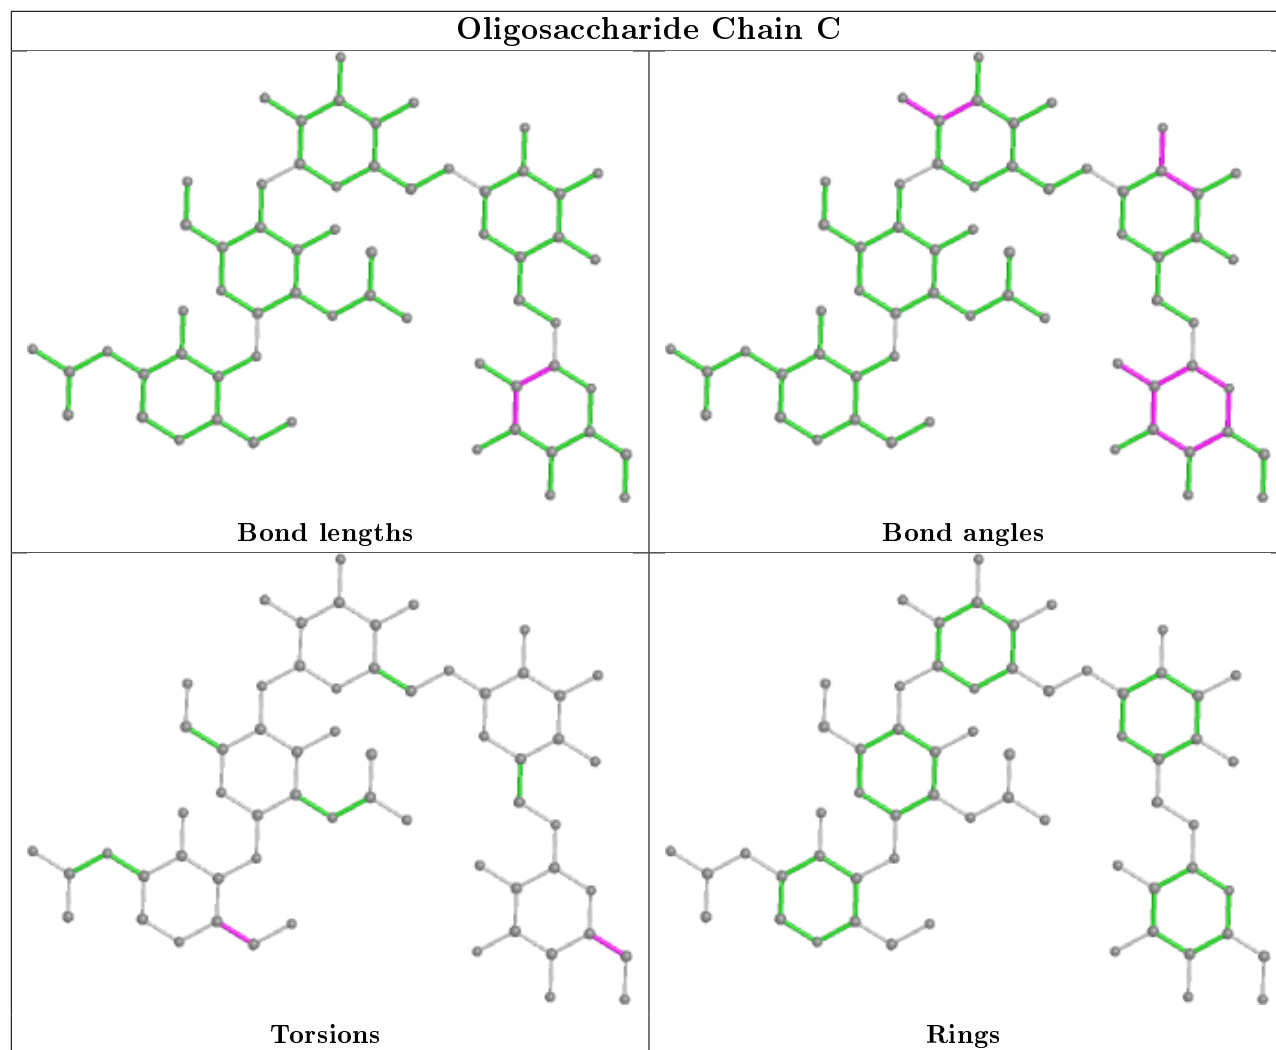 Oligosaccharide Chain C
Bond lengths
Bond angles
Torsions
Rings